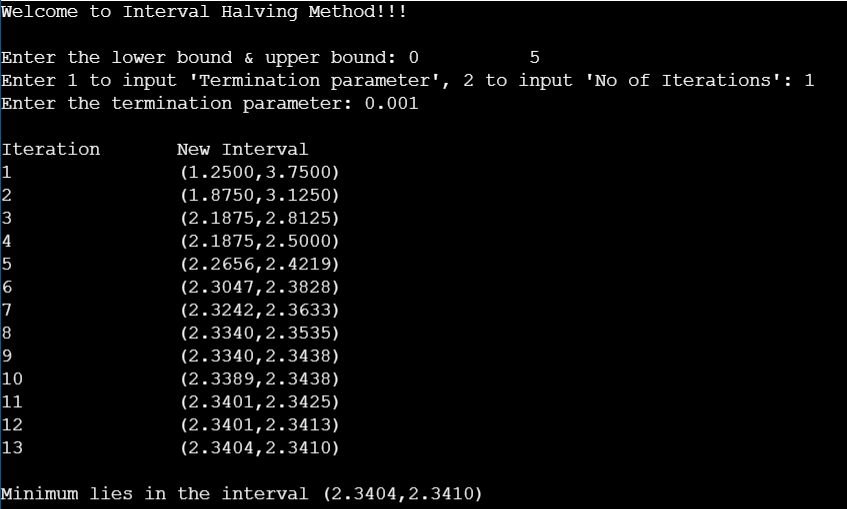 Welcome to Interval Halving Method!!!
Enter the lower bound & upper bound: 0 5
Enter 1 to input 'Termination parameter', 2 to input 'No of Iterations': 1
Enter the termination parameter: 0.001
Iteration New Interval
1 (1.2500,3.7500)
2 (1.8750,3.1250)
3 (2.1875,2.8125)
4 (2.1875,2.5000)
5 (2.2656,2.4219)
6 (2.3047,2.3828)
7 (2.3242,2.3633)
8 (2.3340,2.3535)
9 (2.3340,2.3438)
10 (2.3389,2.3438)
11 (2.3401,2.3425)
12 (2.3401,2.3413)
13 (2.3404,2.3410)
Minimum lies in the interval (2.3404,2.3410)